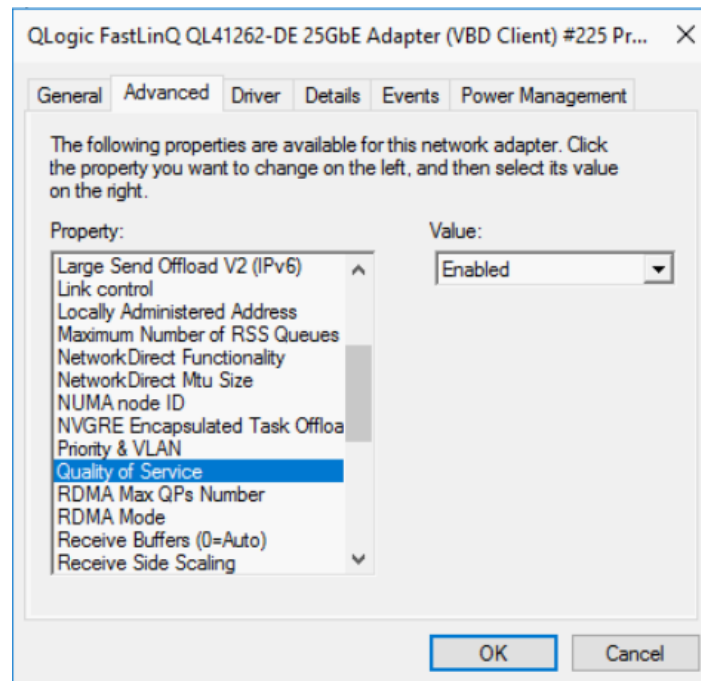 QLogic FastLinQ QL41262-DE 25GbE Adapter (VBD Client) #225 Pr...
General Advanced Driver Details Events Power Management
The following properties are available for this network adapter. Click
the property you want to change on the left, and then select its value
on the right.
Property:
Value:
Large Send Offload V2 (IPv6)
Enabled
Link control
Locally Administered Address
Maximum Number of RSS Queues
NetworkDirect Functionality
NetworkDirect Mtu Size
NUMA node ID
NVGRE Encapsulated Task Offloa
Priority & VLAN
Quality of Service
RDMA Max QPs Number
RDMA Mode
Receive Buffers (0=Auto)
Receive Side Scaling
OK
Cancel